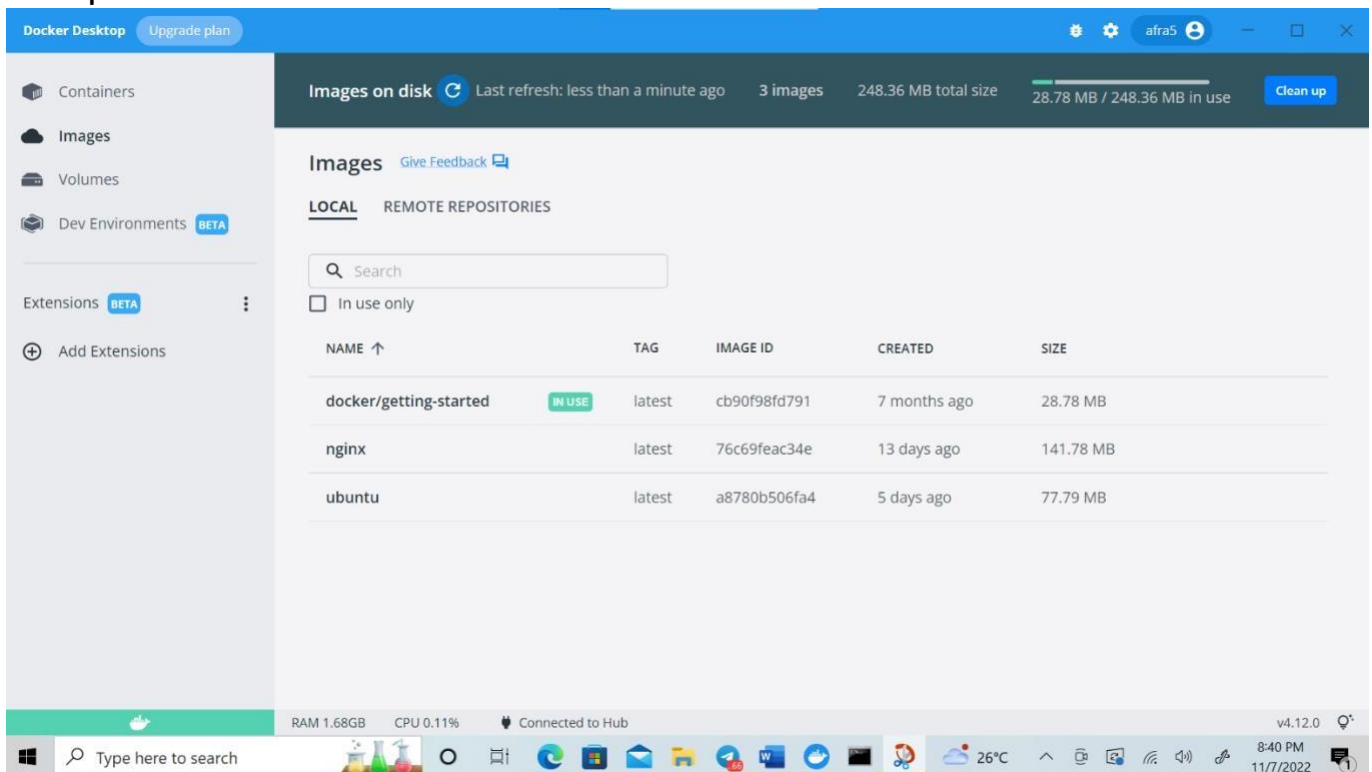 Docker Desktop Upgrade plan afra5
Containers
Images
Volumes
Dev Environments BETA
Extensions BETA
Add Extensions
Images on disk Last refresh: less than a minute ago 3 images 248.36 MB total size 28.78 MB / 248.36 MB in use Clean up
Images Give Feedback
LOCAL REMOTE REPOSITORIES
Search
In use only
NAME TAG IMAGE ID CREATED SIZE
docker/getting-started IN USE latest cb90f98fd791 7 months ago 28.78 MB
nginx latest 76c69feac34e 13 days ago 141.78 MB
ubuntu latest a8780b506fa4 5 days ago 77.79 MB
RAM 1.68GB CPU 0.11% Connected to Hub v4.12.0
Type here to search 26°C 8:40 PM
11/7/2022